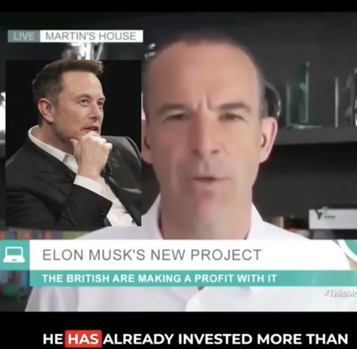 LIVE MARTIN'S HOUSE
ELON MUSK'S NEW PROJECT
THE BRITISH ARE MAKING A PROFIT WITH IT
#ThisMo
HE HAS ALREADY INVESTED MORE THAN